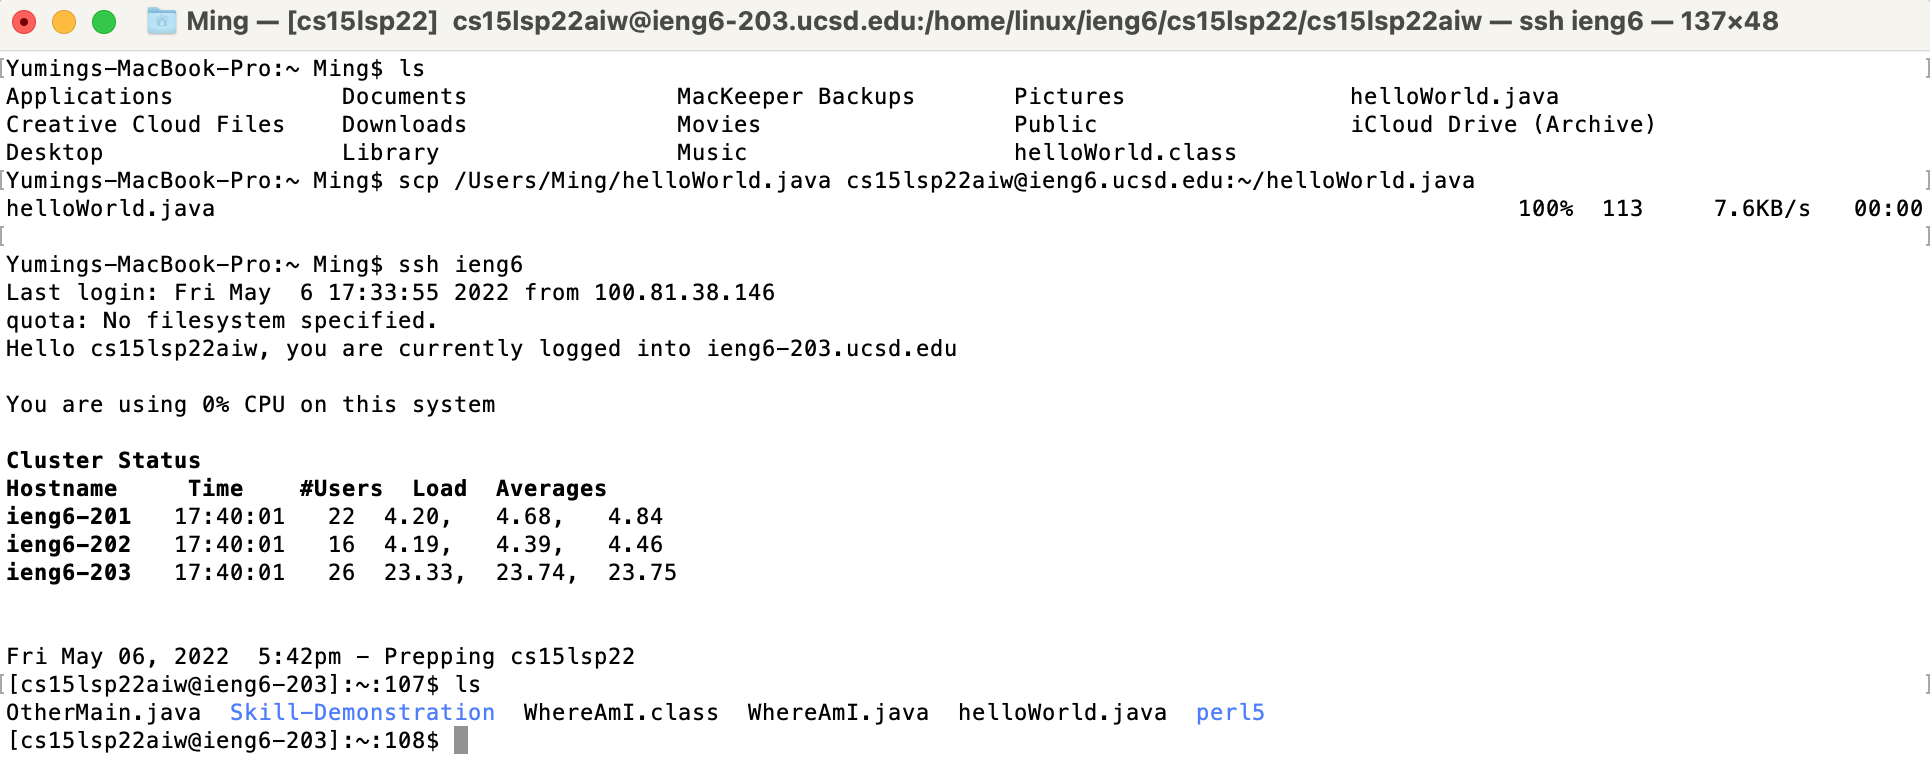 Ming — [cs15lsp22]  cs15lsp22aiw@ieng6-203.ucsd.edu:/home/linux/ieng6/cs15lsp22/cs15lsp22aiw — ssh ieng6 — 137×48
[Yumings-MacBook-Pro:~ Ming$ ls ]
Applications            Documents               MacKeeper Backups       Pictures                helloWorld.java
Creative Cloud Files    Downloads               Movies                  Public                  iCloud Drive (Archive)
Desktop                 Library                 Music                   helloWorld.class
[Yumings-MacBook-Pro:~ Ming$ scp /Users/Ming/helloWorld.java cs15lsp22aiw@ieng6.ucsd.edu:~/helloWorld.java ]
helloWorld.java                                                                                             100%  113     7.6KB/s   00:00
[ ]
Yumings-MacBook-Pro:~ Ming$ ssh ieng6
Last login: Fri May  6 17:33:55 2022 from 100.81.38.146
quota: No filesystem specified.
Hello cs15lsp22aiw, you are currently logged into ieng6-203.ucsd.edu
You are using 0% CPU on this system
Cluster Status
Hostname     Time    #Users  Load  Averages
ieng6-201   17:40:01   22  4.20,   4.68,   4.84
ieng6-202   17:40:01   16  4.19,   4.39,   4.46
ieng6-203   17:40:01   26  23.33,  23.74,  23.75
Fri May 06, 2022  5:42pm - Prepping cs15lsp22
[[cs15lsp22aiw@ieng6-203]:~:107$ ls ]
OtherMain.java  Skill-Demonstration  WhereAmI.class  WhereAmI.java  helloWorld.java  perl5
[cs15lsp22aiw@ieng6-203]:~:108$